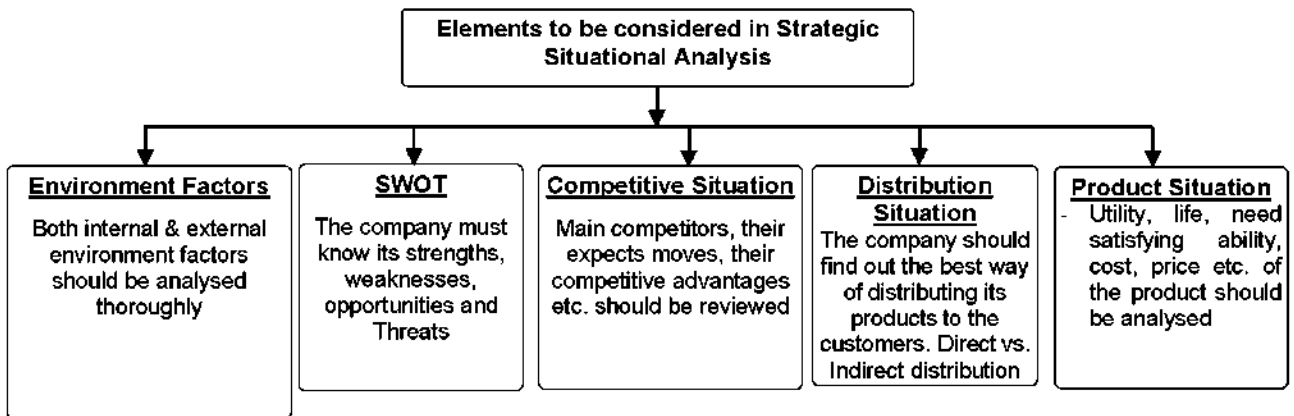 Elements to be considered in Strategic
Situational Analysis
Environment Factors
Both internal & external
environment factors
should be analysed
thoroughly
SWOT
The company must
know its strengths,
weaknesses,
opportunities and
Threats
Competitive Situation
Main competitors, their
expects moves, their
competitive advantages
etc. should be reviewed
Distribution
Situation
The company should
find out the best way
of distributing its
products to the
customers. Direct vs.
Indirect distribution
Product Situation
- Utility, life, need
satisfying ability,
cost, price etc. of
the product should
be analysed